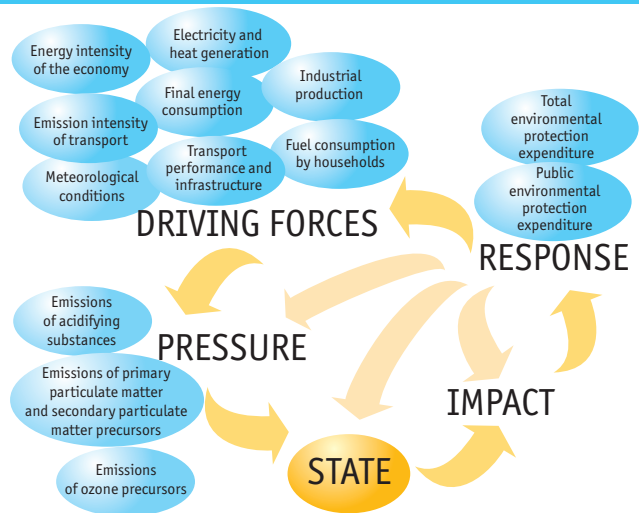 Energy intensity
of the economy
Electricity and
heat generation
Final energy
consumption
Industrial
production
Emission intensity
of transport
Fuel consumption
by households
Meteorological
conditions
Transport
performance and
infrastructure
DRIVING FORCES
Total
environmental
protection
expenditure
Public
environmental
protection
expenditure
RESPONSE
Emissions
of acidifying
substances
PRESSURE
Emissions of primary
particulate matter
and secondary particulate
matter precursors
Emissions
of ozone precursors
STATE
IMPACT